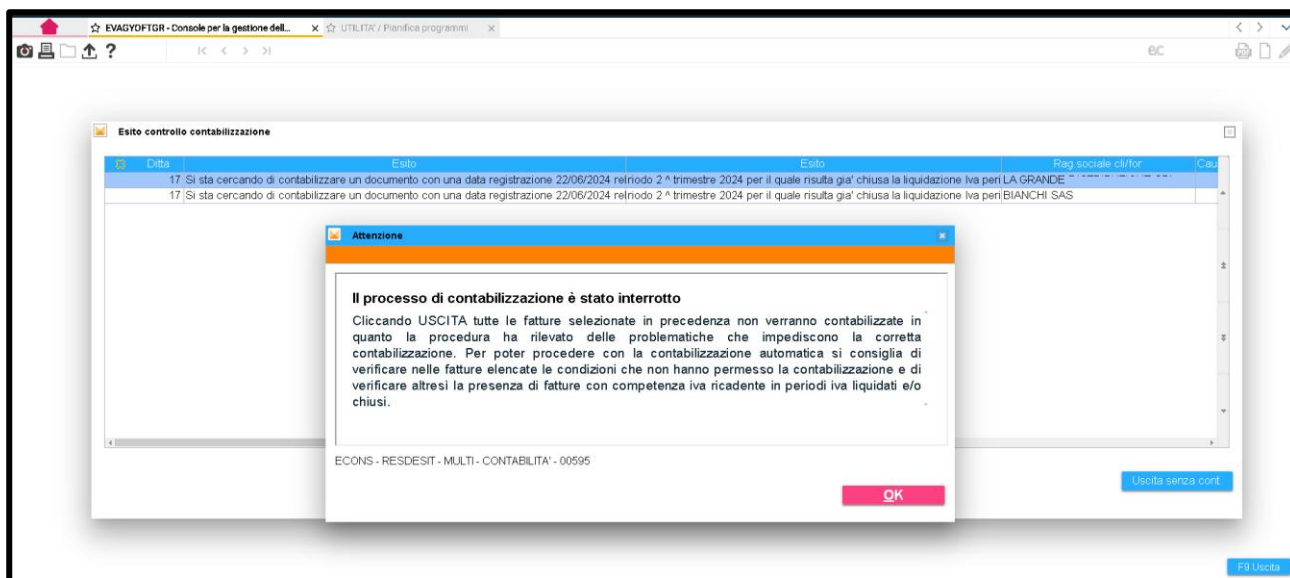 EVAGYDFTGR - Console per la gestione dell... x UTILITA' / Pianifica programmi x
?
Esito controllo contabilizzazione
Ditta Esito Esito Rag.sociale cli/for Cau
17 Si sta cercando di contabilizzare un documento con una data registrazione 22/06/2024 rel riodo 2 ^ trimestre 2024 per il quale risulta gia' chiusa la liquidazione Iva peri LA GRANDE
17 Si sta cercando di contabilizzare un documento con una data registrazione 22/06/2024 rel riodo 2 ^ trimestre 2024 per il quale risulta gia' chiusa la liquidazione Iva peri BIANCHI SAS
Attenzione
Il processo di contabilizzazione è stato interrotto
Cliccando USCITA tutte le fatture selezionate in precedenza non verranno contabilizzate in
quanto la procedura ha rilevato delle problematiche che impediscono la corretta
contabilizzazione. Per poter procedere con la contabilizzazione automatica si consiglia di
verificare nelle fatture elencate le condizioni che non hanno permesso la contabilizzazione e di
verificare altresì la presenza di fatture con competenza iva ricadente in periodi iva liquidati e/o
chiusi.
ECONS - RESDESIT - MULTI - CONTABILITA' - 00595
OK
Uscita senza cont.
F9 Uscita